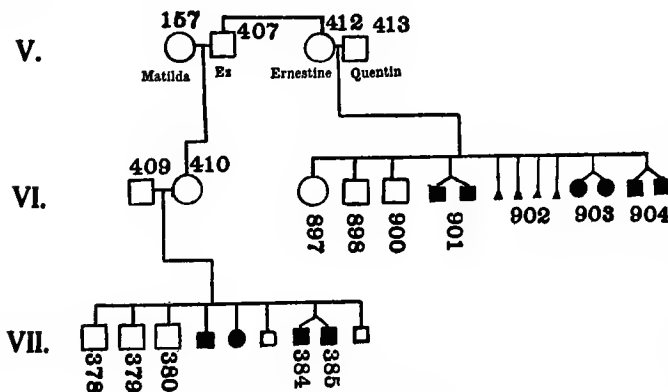 157 407 412 413
V.
Matilda Ez Ernestine Quentin
409 410
VI.
897 898 900 901 902 903 904
VII.
378 379 380 384 385